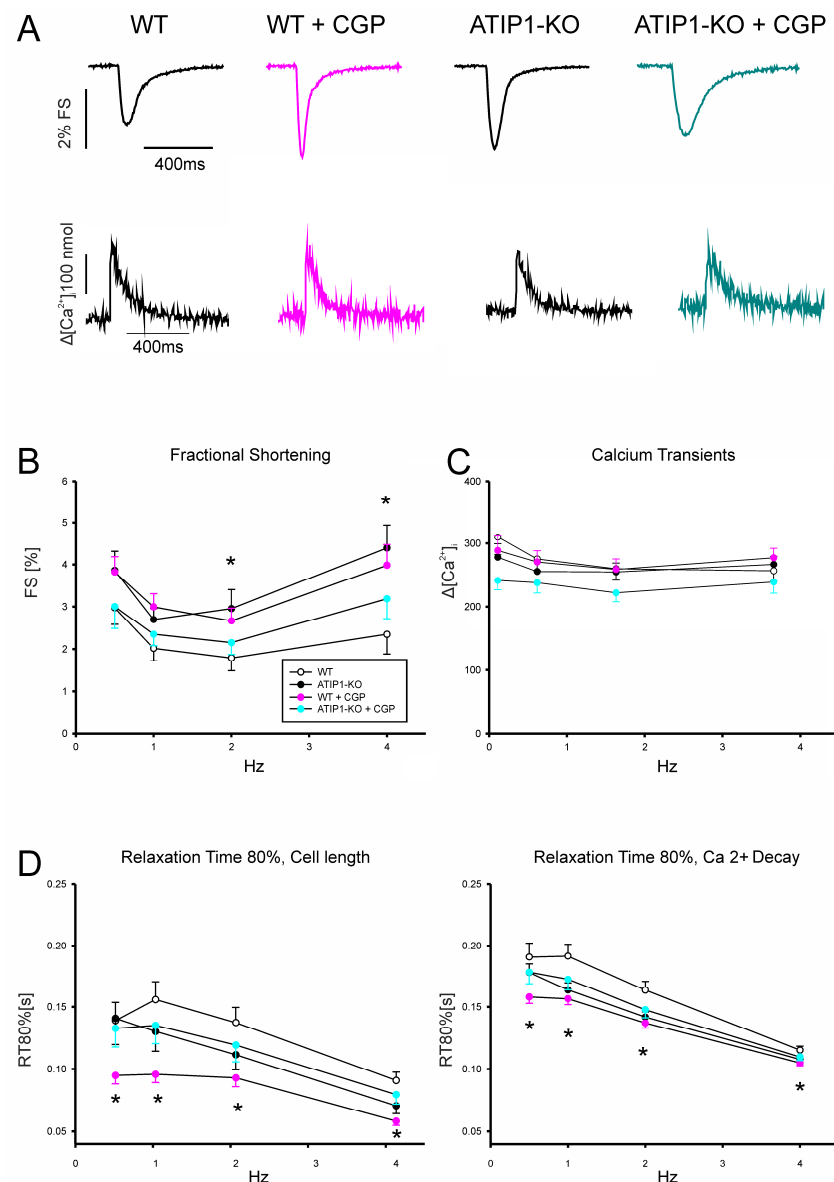 A
WT
WT + CGP
ATIP1-KO
ATIP1-KO + CGP
2% FS
400ms
Δ[Ca²⁺]ᵢ100 nmol
400ms
B
Fractional Shortening
FS [%]
6
5
4
3
2
1
0
0 1 2 3 4
Hz
*
*
WT
ATIP1-KO
WT + CGP
ATIP1-KO + CGP
C
Calcium Transients
Δ[Ca²⁺]ᵢ
400
300
200
100
0
0 1 2 3 4
Hz
D
Relaxation Time 80%, Cell length
RT80%[s]
0.25
0.20
0.15
0.10
0.05
* * * *
0 1 2 3 4
Hz
Relaxation Time 80%, Ca 2+ Decay
RT80%[s]
0.25
0.20
0.15
0.10
0.05
* * * *
0 1 2 3 4
Hz